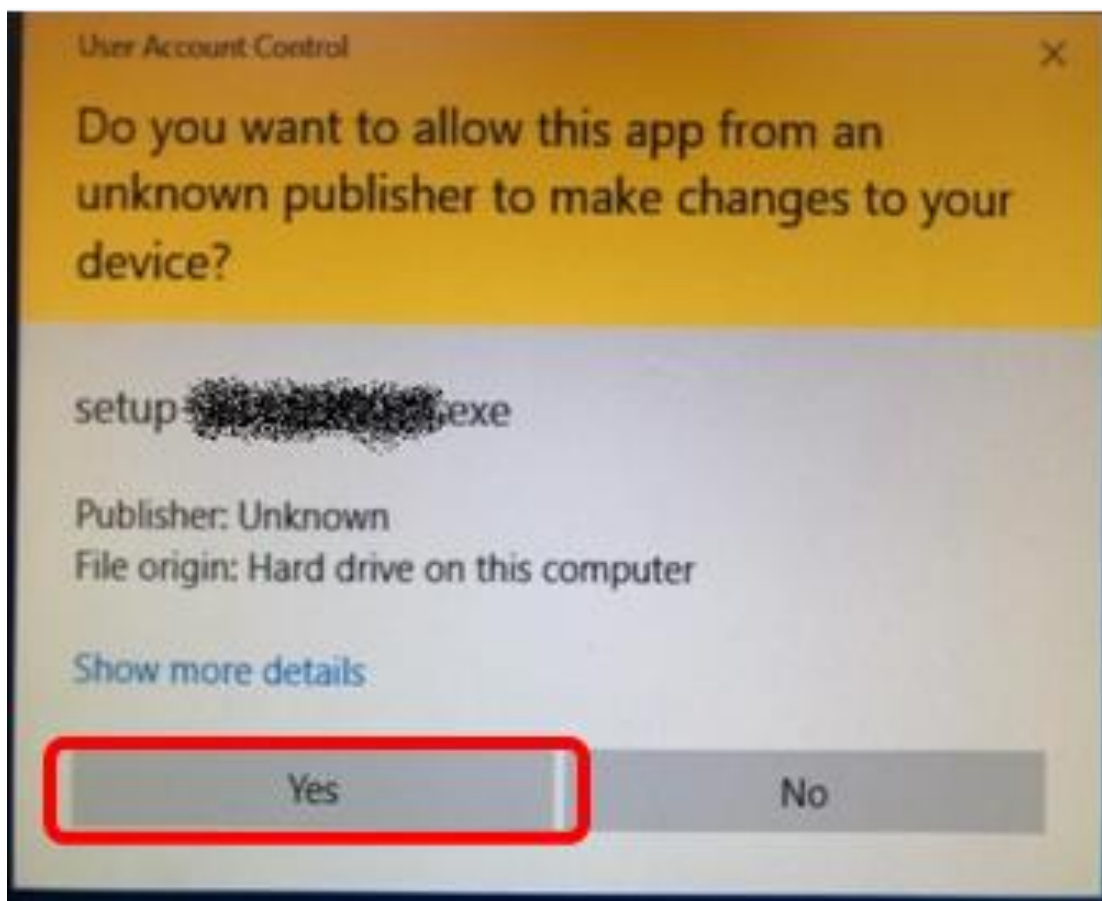 User Account Control
Do you want to allow this app from an
unknown publisher to make changes to your
device?
setup-.exe
Publisher: Unknown
File origin: Hard drive on this computer
Show more details
Yes No